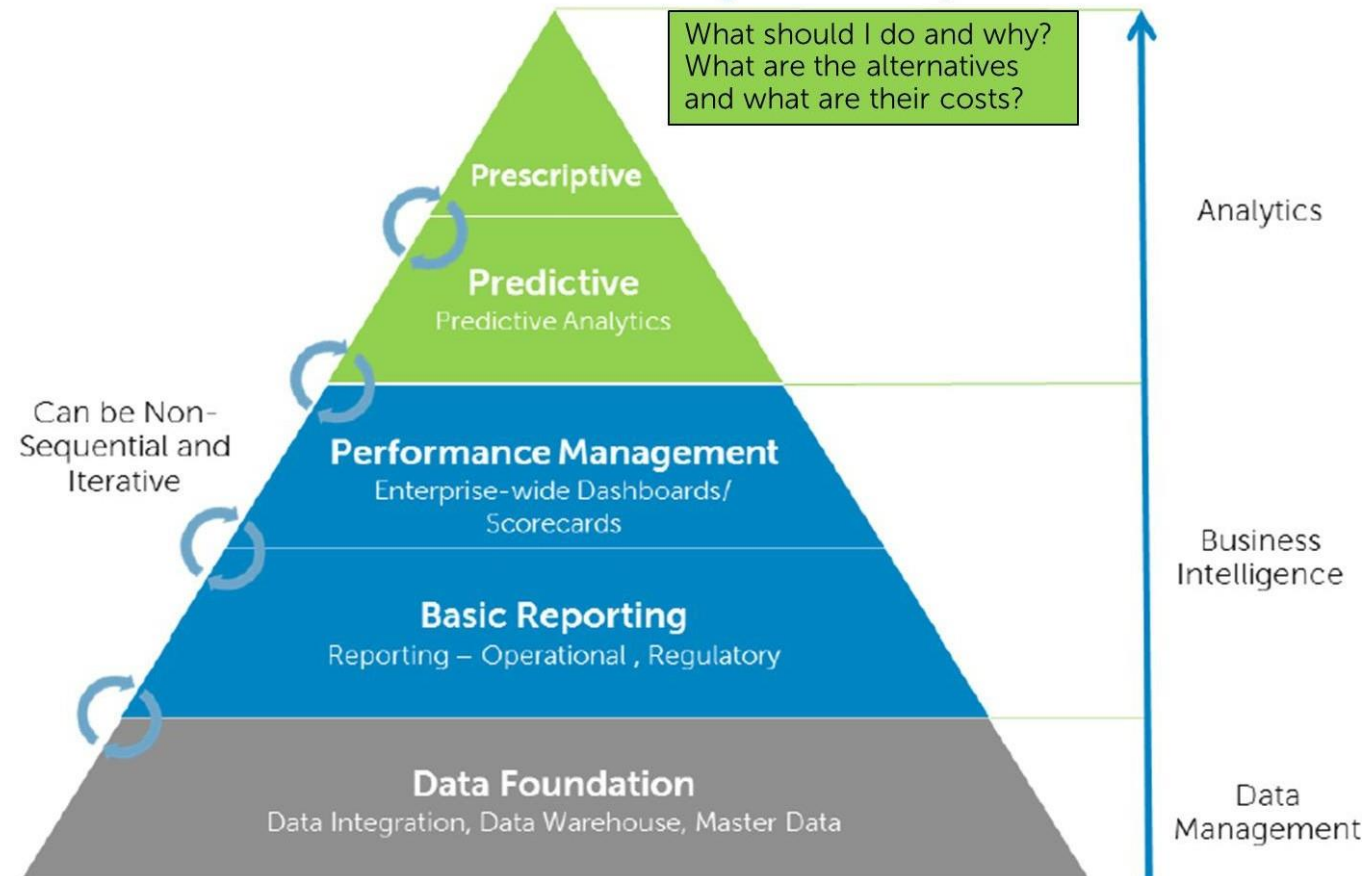 What should I do and why?
What are the alternatives
and what are their costs?
Prescriptive
Analytics
Predictive
Predictive Analytics
Can be Non-
Sequential and
Iterative
Performance Management
Enterprise-wide Dashboards/
Scorecards
Business
Intelligence
Basic Reporting
Reporting – Operational , Regulatory
Data Foundation
Data Integration, Data Warehouse, Master Data
Data
Management